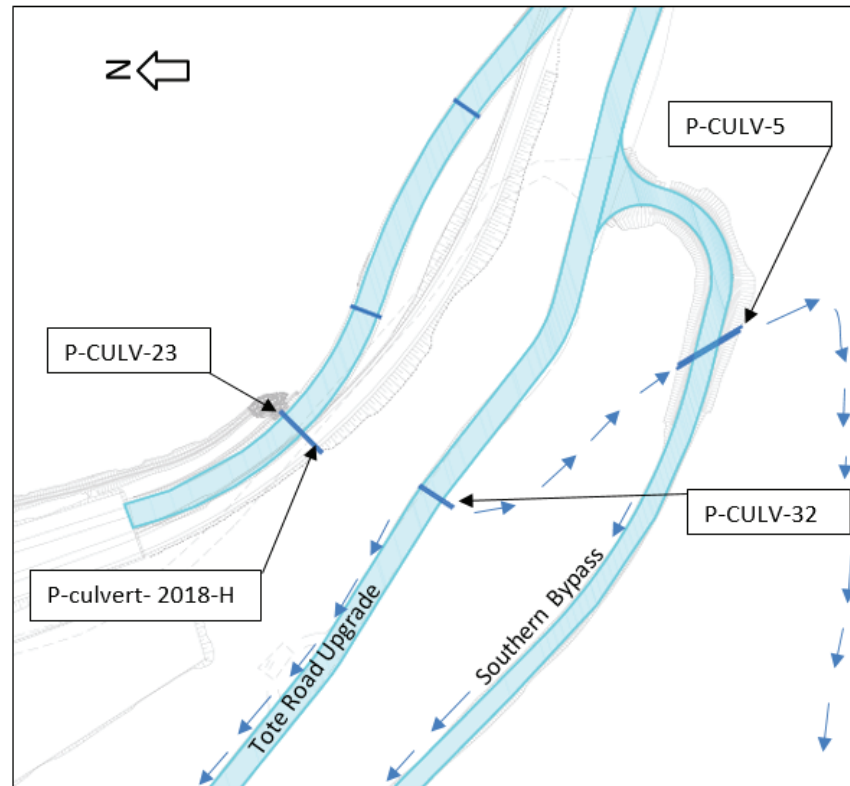 N
P-CULV-5
P-CULV-23
P-CULV-32
P-culvert- 2018-H
Tote Road Upgrade
Southern Bypass